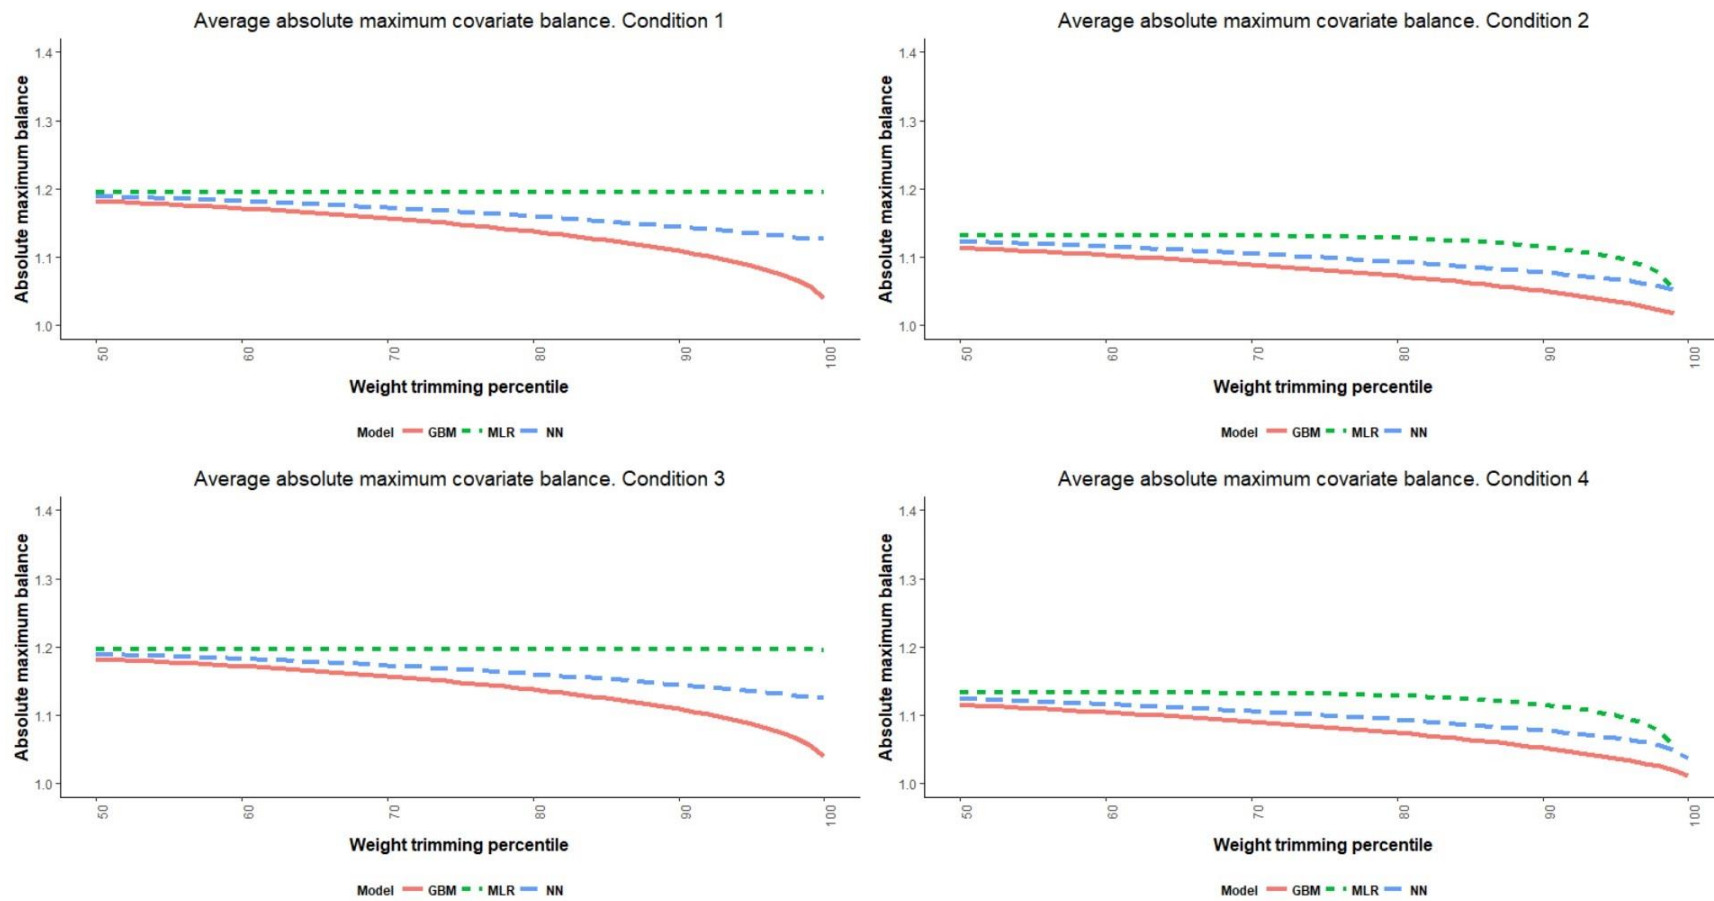 Average absolute maximum covariate balance. Condition 1
Absolute maximum balance
1.4
1.3
1.2
1.1
1.0
50 60 70 80 90 100
Weight trimming percentile
Model GBM MLR NN
Average absolute maximum covariate balance. Condition 2
Absolute maximum balance
1.4
1.3
1.2
1.1
1.0
50 60 70 80 90 100
Weight trimming percentile
Model GBM MLR NN
Average absolute maximum covariate balance. Condition 3
Absolute maximum balance
1.4
1.3
1.2
1.1
1.0
50 60 70 80 90 100
Weight trimming percentile
Model GBM MLR NN
Average absolute maximum covariate balance. Condition 4
Absolute maximum balance
1.4
1.3
1.2
1.1
1.0
50 60 70 80 90 100
Weight trimming percentile
Model GBM MLR NN